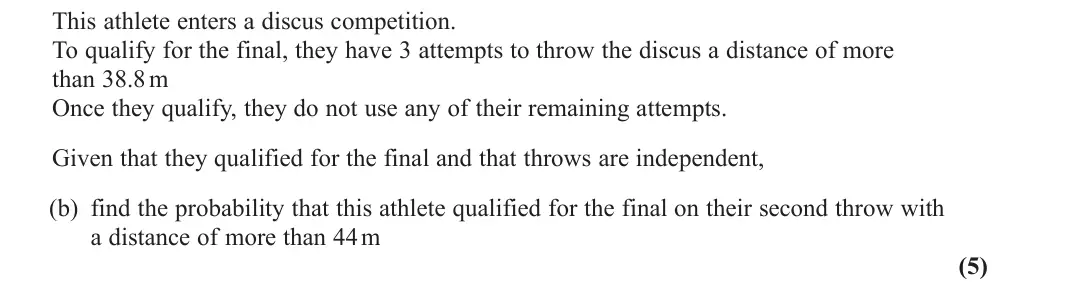 This athlete enters a discus competition.
To qualify for the final, they have 3 attempts to throw the discus a distance of more
than 38.8 m
Once they qualify, they do not use any of their remaining attempts.
Given that they qualified for the final and that throws are independent,
(b) find the probability that this athlete qualified for the final on their second throw with
a distance of more than 44 m
(5)